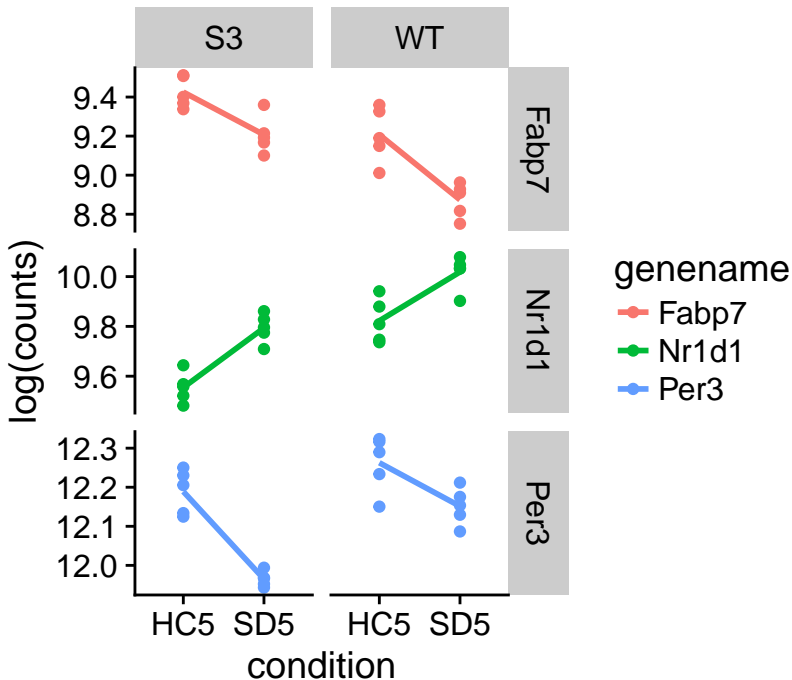 S3
WT
9.4
9.2
9.0
8.8
Fabp7
10.0
9.8
9.6
Nr1d1
12.3
12.2
12.1
12.0
Per3
log(counts)
HC5
SD5
HC5
SD5
condition
genename
Fabp7
Nr1d1
Per3